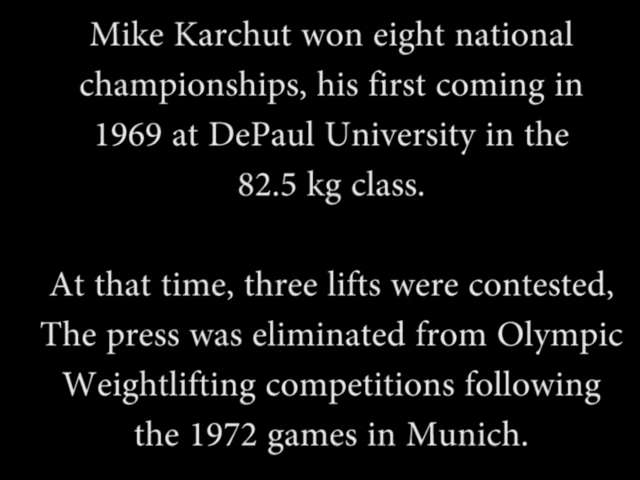 Mike Karchut won eight national
championships, his first coming in
1969 at DePaul University in the
82.5 kg class.
At that time, three lifts were contested,
The press was eliminated from Olympic
Weightlifting competitions following
the 1972 games in Munich.